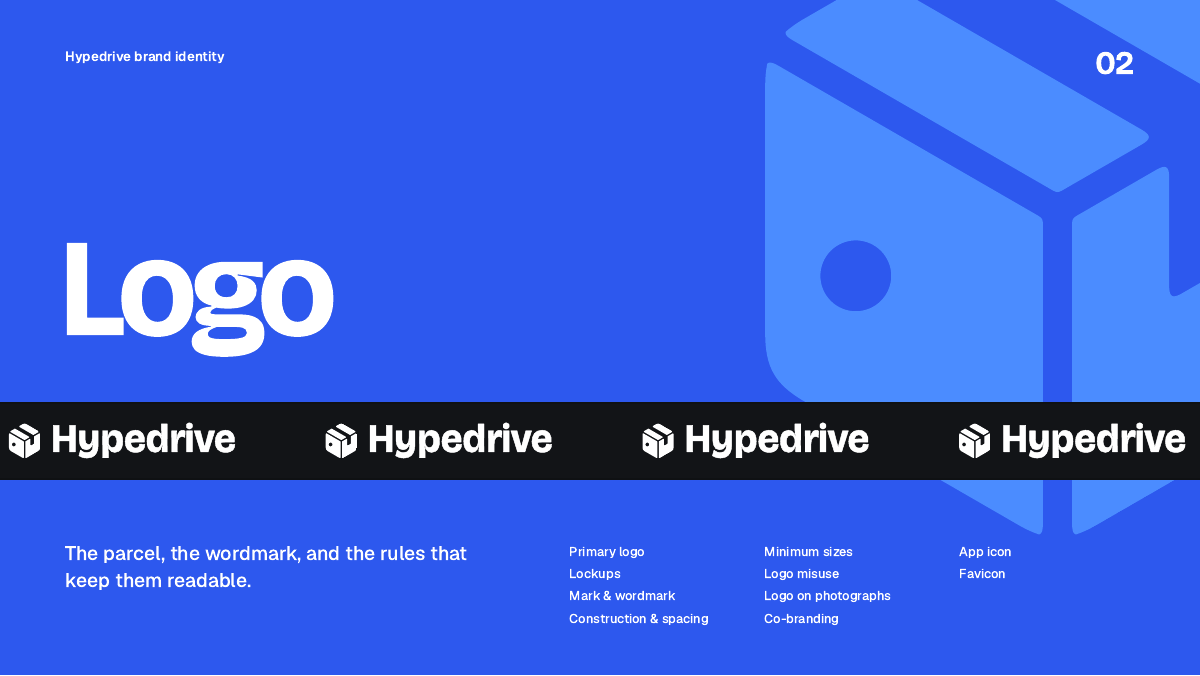 Hypedrive brand identity
02
Logo
Hypedrive Hypedrive Hypedrive Hypedrive
The parcel, the wordmark, and the rules that
keep them readable.
Primary logo
Lockups
Mark & wordmark
Construction & spacing
Minimum sizes
Logo misuse
Logo on photographs
Co-branding
App icon
Favicon